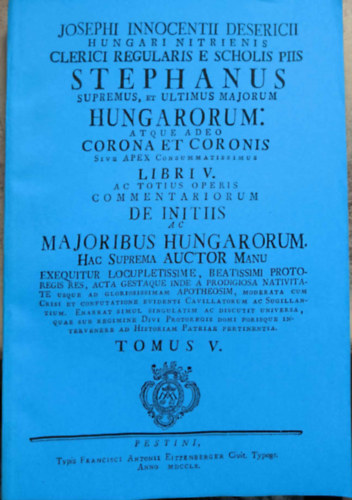 JOSEPHI INNOCENTII DESERICII
HUNGARI NITRIENIS
CLERICI REGULARIS E SCHOLIS PIIS
STEPHANUS
SUPREMUS, ET ULTIMUS MAJORUM
HUNGARORUM:
ATQUE ADEO
CORONA ET CORONIS
SIVE APEX CONSUMMATISSIMUS
LIBRI V.
AC TOTIUS OPERIS
COMMENTARIORUM
DE INITIIS
AC
MAJORIBUS HUNGARORUM.
HAC SUPREMA AUCTOR MANU
EXEQUITUR LOCUPLETISSIME, BEATISSIMI PROTO-
REGIS RES, ACTA GESTAQUE INDE A PRODIGIOSA NATIVITA-
TE USQUE AD GLORIOSISSIMAM APOTHEOSIM, MODERATA CUM
CRISI ET CONFUTATIONE EVIDENTI CAVILLATORUM AC SUGILLAN-
TIUM. ENARRAT SIMUL SINGULATIM AC DISCUTIT UNIVERSA,
QUAE SUB REGIMINE DIVI PROTOREGIS DOMI FORISQUE IN-
TERVENERE AD HISTORIAM PATRIAE PERTINENTIA.
TOMUS V.
PESTINI,
Typis FRANCISCI ANTONII EITZENBERGER Civit. Typogr.
ANNO MDCCLX.